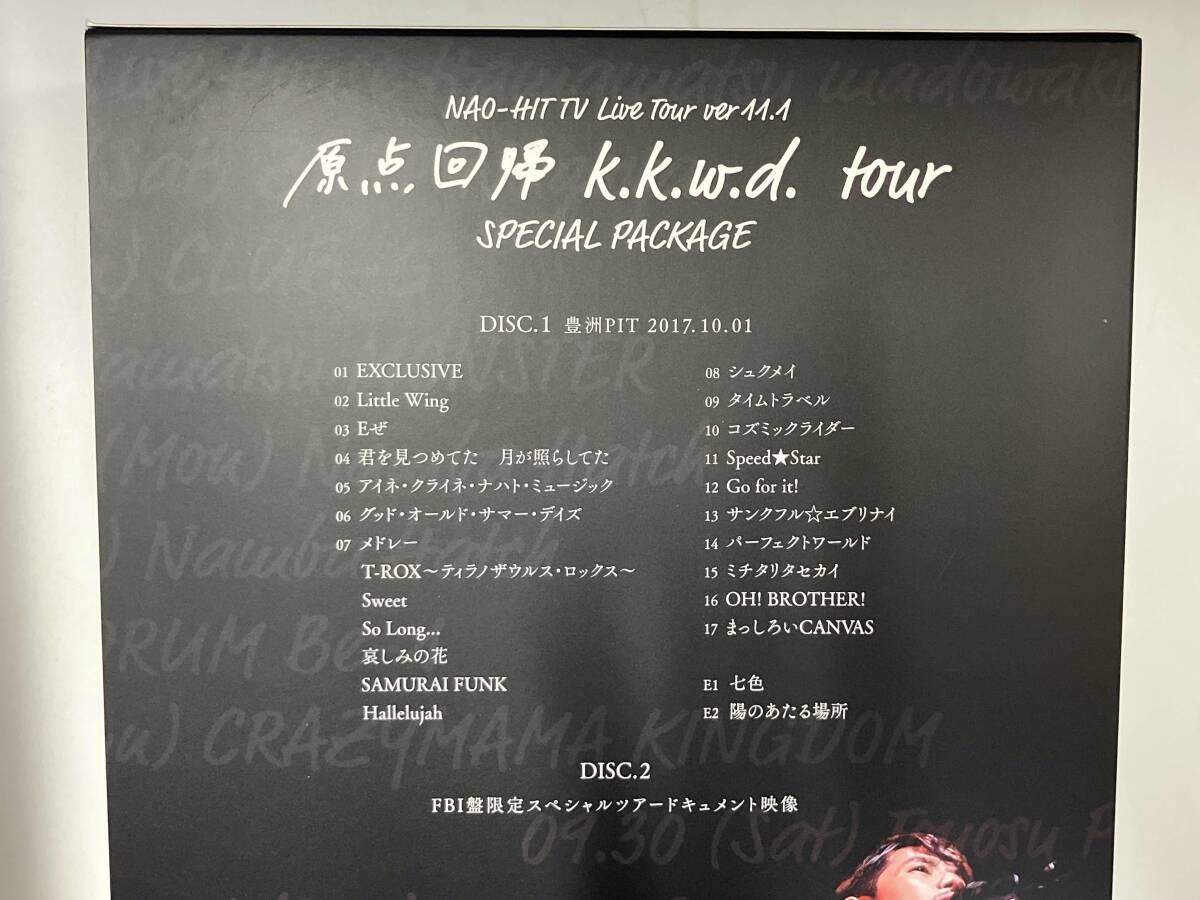 NAO-HIT TV Live Tour ver11.1
原点回帰 k.k.w.d. tour
SPECIAL PACKAGE
DISC.1 豊洲PIT 2017.10.01
01 EXCLUSIVE
02 Little Wing
03 Eぜ
04 君を見つめてた 月が照らしてた
05 アイネ・クライネ・ナハト・ミュージック
06 グッド・オールド・サマー・デイズ
07 メドレー
T-ROX〜ティラノザウルス・ロックス〜
Sweet
So Long...
哀しみの花
SAMURAI FUNK
Hallelujah
08 シュクメイ
09 タイムトラベル
10 コズミックライダー
11 Speed★Star
12 Go for it!
13 サンクフル☆エブリナイ
14 パーフェクトワールド
15 ミチタリタセカイ
16 OH! BROTHER!
17 まっしろいCANVAS
E1 七色
E2 陽のあたる場所
DISC.2
FBI盤限定スペシャルツアードキュメント映像
CRAZYMAMA KINGDOM
09.30 (Sat) Toyosu P